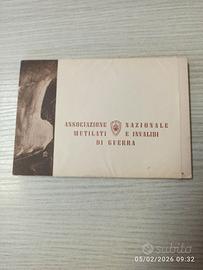 ASSOCIAZIONE NAZIONALE
MUTILATI E INVALIDI
DI GUERRA
subito
05/02/2026 09:32